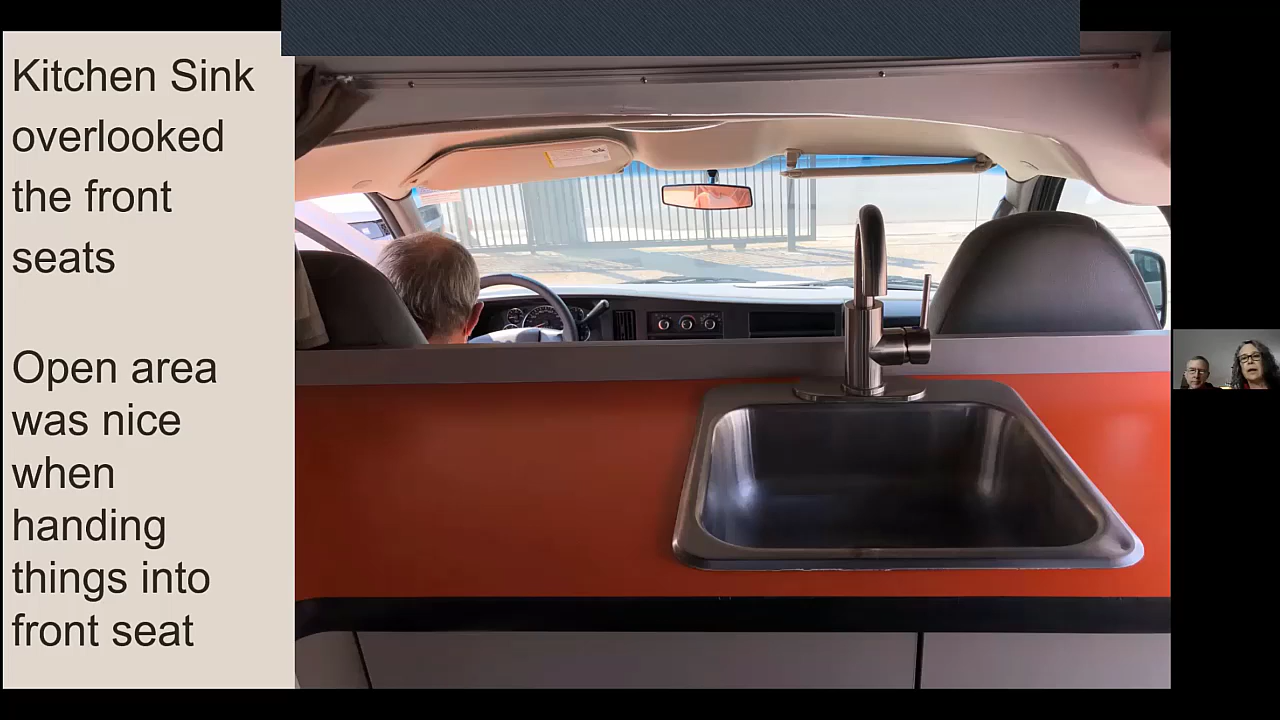 Kitchen Sink
overlooked
the front
seats
Open area
was nice
when
handing
things into
front seat